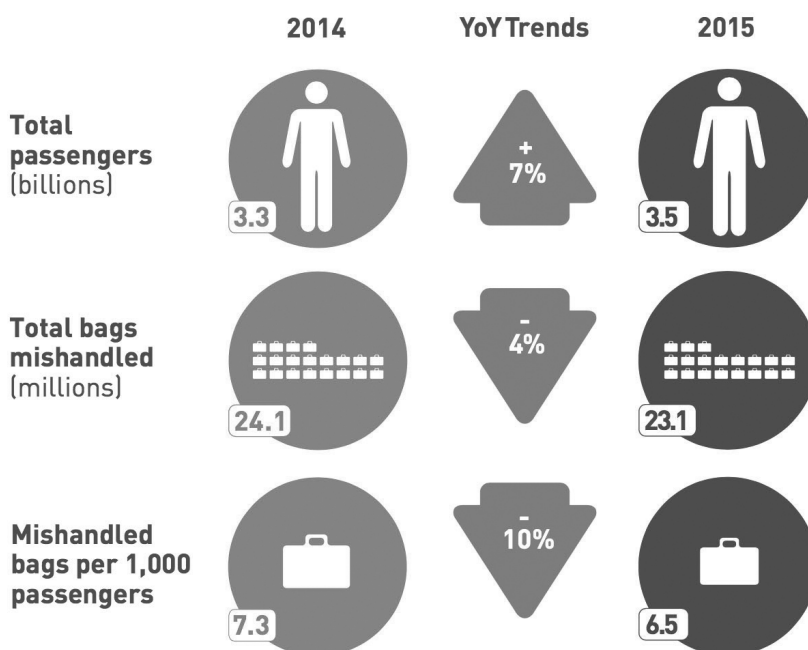 2014 YoY Trends 2015
Total
passengers
(billions)
3.3
+
7%
3.5
Total bags
mishandled
(millions)
24.1
-
4%
23.1
Mishandled
bags per 1,000
passengers
7.3
-
10%
6.5